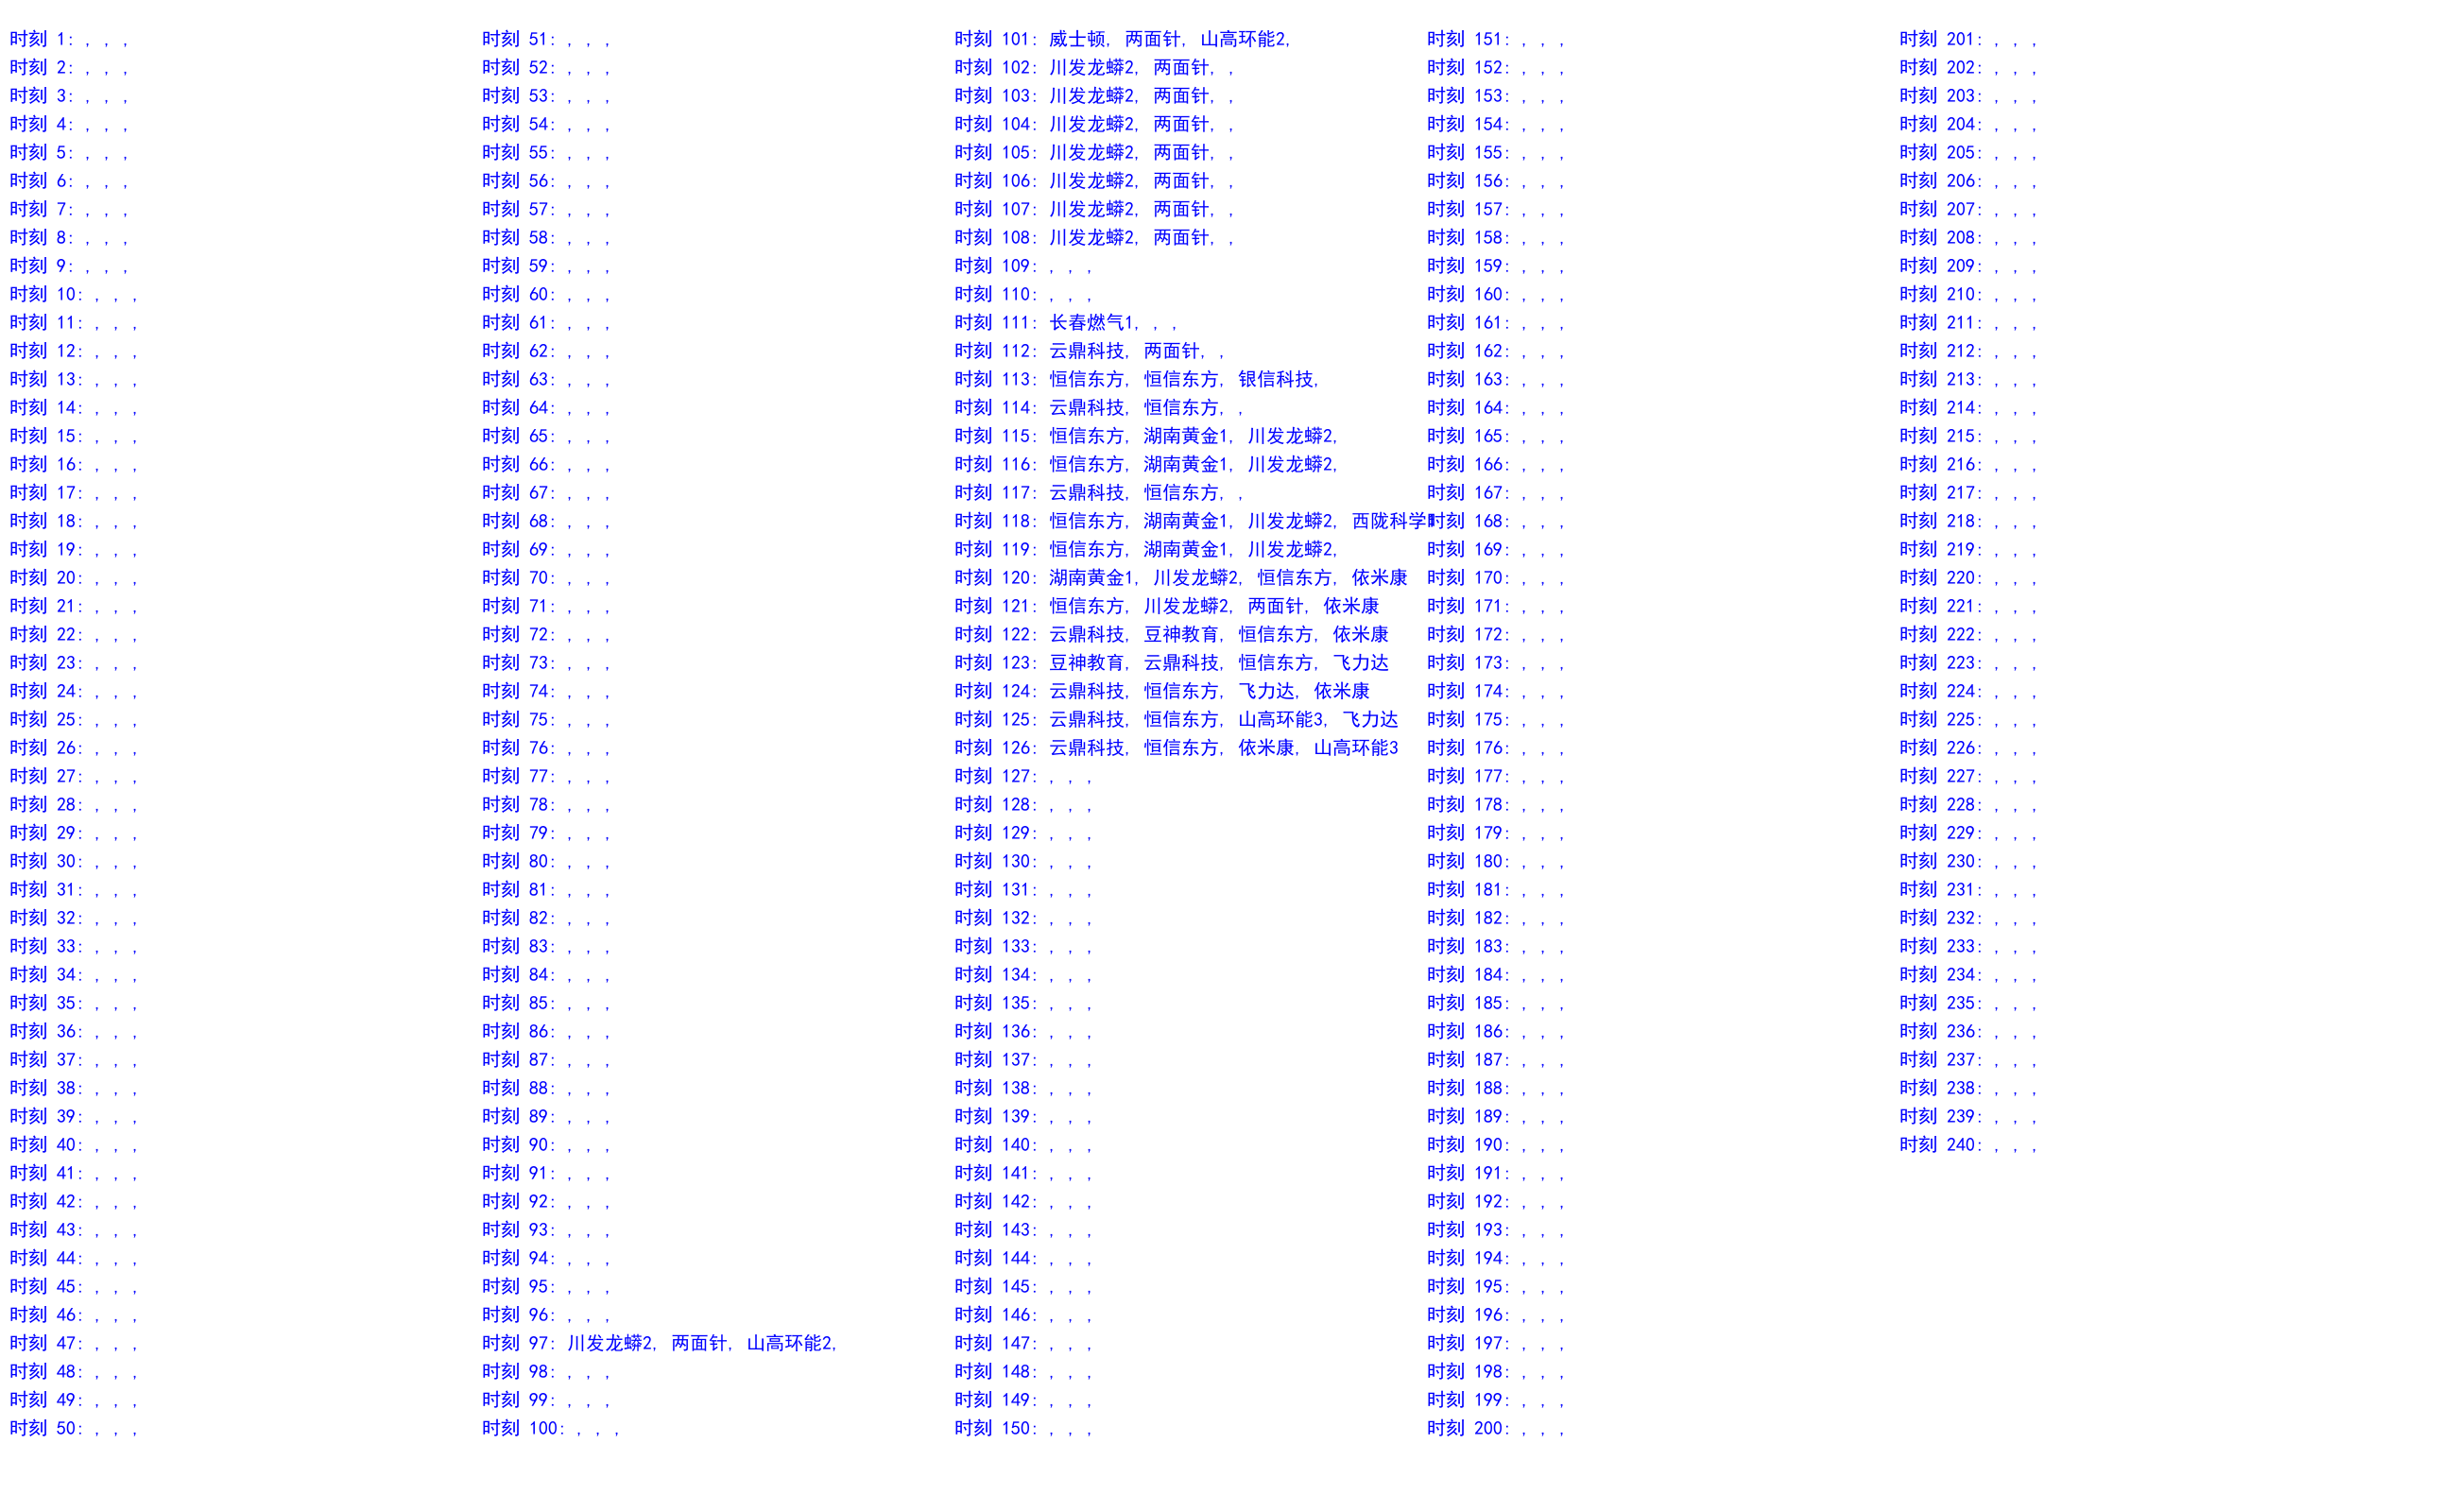 时刻 1: , , ,
时刻 2: , , ,
时刻 3: , , ,
时刻 4: , , ,
时刻 5: , , ,
时刻 6: , , ,
时刻 7: , , ,
时刻 8: , , ,
时刻 9: , , ,
时刻 10: , , ,
时刻 11: , , ,
时刻 12: , , ,
时刻 13: , , ,
时刻 14: , , ,
时刻 15: , , ,
时刻 16: , , ,
时刻 17: , , ,
时刻 18: , , ,
时刻 19: , , ,
时刻 20: , , ,
时刻 21: , , ,
时刻 22: , , ,
时刻 23: , , ,
时刻 24: , , ,
时刻 25: , , ,
时刻 26: , , ,
时刻 27: , , ,
时刻 28: , , ,
时刻 29: , , ,
时刻 30: , , ,
时刻 31: , , ,
时刻 32: , , ,
时刻 33: , , ,
时刻 34: , , ,
时刻 35: , , ,
时刻 36: , , ,
时刻 37: , , ,
时刻 38: , , ,
时刻 39: , , ,
时刻 40: , , ,
时刻 41: , , ,
时刻 42: , , ,
时刻 43: , , ,
时刻 44: , , ,
时刻 45: , , ,
时刻 46: , , ,
时刻 47: , , ,
时刻 48: , , ,
时刻 49: , , ,
时刻 50: , , ,
时刻 51: , , ,
时刻 52: , , ,
时刻 53: , , ,
时刻 54: , , ,
时刻 55: , , ,
时刻 56: , , ,
时刻 57: , , ,
时刻 58: , , ,
时刻 59: , , ,
时刻 60: , , ,
时刻 61: , , ,
时刻 62: , , ,
时刻 63: , , ,
时刻 64: , , ,
时刻 65: , , ,
时刻 66: , , ,
时刻 67: , , ,
时刻 68: , , ,
时刻 69: , , ,
时刻 70: , , ,
时刻 71: , , ,
时刻 72: , , ,
时刻 73: , , ,
时刻 74: , , ,
时刻 75: , , ,
时刻 76: , , ,
时刻 77: , , ,
时刻 78: , , ,
时刻 79: , , ,
时刻 80: , , ,
时刻 81: , , ,
时刻 82: , , ,
时刻 83: , , ,
时刻 84: , , ,
时刻 85: , , ,
时刻 86: , , ,
时刻 87: , , ,
时刻 88: , , ,
时刻 89: , , ,
时刻 90: , , ,
时刻 91: , , ,
时刻 92: , , ,
时刻 93: , , ,
时刻 94: , , ,
时刻 95: , , ,
时刻 96: , , ,
时刻 97: 川发龙蟒2, 两面针, 山高环能2,
时刻 98: , , ,
时刻 99: , , ,
时刻 100: , , ,
时刻 101: 威士顿, 两面针, 山高环能2,
时刻 102: 川发龙蟒2, 两面针, ,
时刻 103: 川发龙蟒2, 两面针, ,
时刻 104: 川发龙蟒2, 两面针, ,
时刻 105: 川发龙蟒2, 两面针, ,
时刻 106: 川发龙蟒2, 两面针, ,
时刻 107: 川发龙蟒2, 两面针, ,
时刻 108: 川发龙蟒2, 两面针, ,
时刻 109: , , ,
时刻 110: , , ,
时刻 111: 长春燃气1, , ,
时刻 112: 云鼎科技, 两面针, ,
时刻 113: 恒信东方, 恒信东方, 银信科技,
时刻 114: 云鼎科技, 恒信东方, ,
时刻 115: 恒信东方, 湖南黄金1, 川发龙蟒2,
时刻 116: 恒信东方, 湖南黄金1, 川发龙蟒2,
时刻 117: 云鼎科技, 恒信东方, ,
时刻 118: 恒信东方, 湖南黄金1, 川发龙蟒2, 西陇科学
时刻 119: 恒信东方, 湖南黄金1, 川发龙蟒2,
时刻 120: 湖南黄金1, 川发龙蟒2, 恒信东方, 依米康
时刻 121: 恒信东方, 川发龙蟒2, 两面针, 依米康
时刻 122: 云鼎科技, 豆神教育, 恒信东方, 依米康
时刻 123: 豆神教育, 云鼎科技, 恒信东方, 飞力达
时刻 124: 云鼎科技, 恒信东方, 飞力达, 依米康
时刻 125: 云鼎科技, 恒信东方, 山高环能3, 飞力达
时刻 126: 云鼎科技, 恒信东方, 依米康, 山高环能3
时刻 127: , , ,
时刻 128: , , ,
时刻 129: , , ,
时刻 130: , , ,
时刻 131: , , ,
时刻 132: , , ,
时刻 133: , , ,
时刻 134: , , ,
时刻 135: , , ,
时刻 136: , , ,
时刻 137: , , ,
时刻 138: , , ,
时刻 139: , , ,
时刻 140: , , ,
时刻 141: , , ,
时刻 142: , , ,
时刻 143: , , ,
时刻 144: , , ,
时刻 145: , , ,
时刻 146: , , ,
时刻 147: , , ,
时刻 148: , , ,
时刻 149: , , ,
时刻 150: , , ,
时刻 151: , , ,
时刻 152: , , ,
时刻 153: , , ,
时刻 154: , , ,
时刻 155: , , ,
时刻 156: , , ,
时刻 157: , , ,
时刻 158: , , ,
时刻 159: , , ,
时刻 160: , , ,
时刻 161: , , ,
时刻 162: , , ,
时刻 163: , , ,
时刻 164: , , ,
时刻 165: , , ,
时刻 166: , , ,
时刻 167: , , ,
时刻 168: , , ,
时刻 169: , , ,
时刻 170: , , ,
时刻 171: , , ,
时刻 172: , , ,
时刻 173: , , ,
时刻 174: , , ,
时刻 175: , , ,
时刻 176: , , ,
时刻 177: , , ,
时刻 178: , , ,
时刻 179: , , ,
时刻 180: , , ,
时刻 181: , , ,
时刻 182: , , ,
时刻 183: , , ,
时刻 184: , , ,
时刻 185: , , ,
时刻 186: , , ,
时刻 187: , , ,
时刻 188: , , ,
时刻 189: , , ,
时刻 190: , , ,
时刻 191: , , ,
时刻 192: , , ,
时刻 193: , , ,
时刻 194: , , ,
时刻 195: , , ,
时刻 196: , , ,
时刻 197: , , ,
时刻 198: , , ,
时刻 199: , , ,
时刻 200: , , ,
时刻 201: , , ,
时刻 202: , , ,
时刻 203: , , ,
时刻 204: , , ,
时刻 205: , , ,
时刻 206: , , ,
时刻 207: , , ,
时刻 208: , , ,
时刻 209: , , ,
时刻 210: , , ,
时刻 211: , , ,
时刻 212: , , ,
时刻 213: , , ,
时刻 214: , , ,
时刻 215: , , ,
时刻 216: , , ,
时刻 217: , , ,
时刻 218: , , ,
时刻 219: , , ,
时刻 220: , , ,
时刻 221: , , ,
时刻 222: , , ,
时刻 223: , , ,
时刻 224: , , ,
时刻 225: , , ,
时刻 226: , , ,
时刻 227: , , ,
时刻 228: , , ,
时刻 229: , , ,
时刻 230: , , ,
时刻 231: , , ,
时刻 232: , , ,
时刻 233: , , ,
时刻 234: , , ,
时刻 235: , , ,
时刻 236: , , ,
时刻 237: , , ,
时刻 238: , , ,
时刻 239: , , ,
时刻 240: , , ,